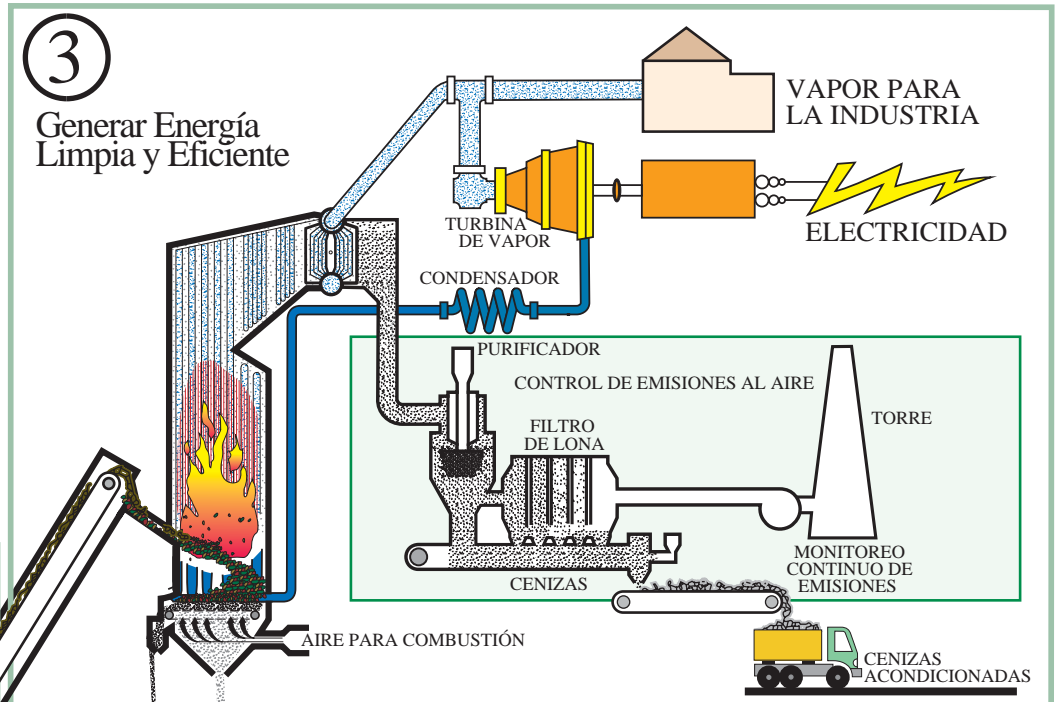 3
Generar Energía
Limpia y Eficiente
VAPOR PARA
LA INDUSTRIA
TURBINA
DE VAPOR
ELECTRICIDAD
CONDENSADOR
PURIFICADOR
CONTROL DE EMISIONES AL AIRE
FILTRO
DE LONA
TORRE
CENIZAS
MONITOREO
CONTINUO DE
EMISIONES
AIRE PARA COMBUSTIÓN
CENIZAS
ACONDICIONADAS